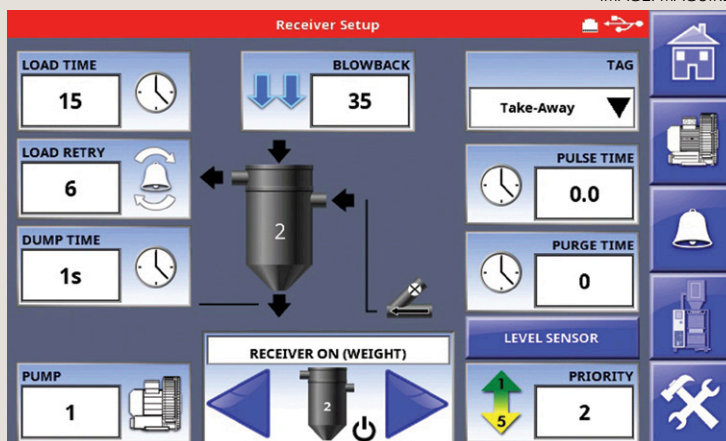 Receiver Setup
LOAD TIME
15
BLOWBACK
35
TAG
Take-Away
LOAD RETRY
6
PULSE TIME
0.0
2
DUMP TIME
1s
PURGE TIME
0
LEVEL SENSOR
RECEIVER ON (WEIGHT)
2
PUMP
1
PRIORITY
1
5
2